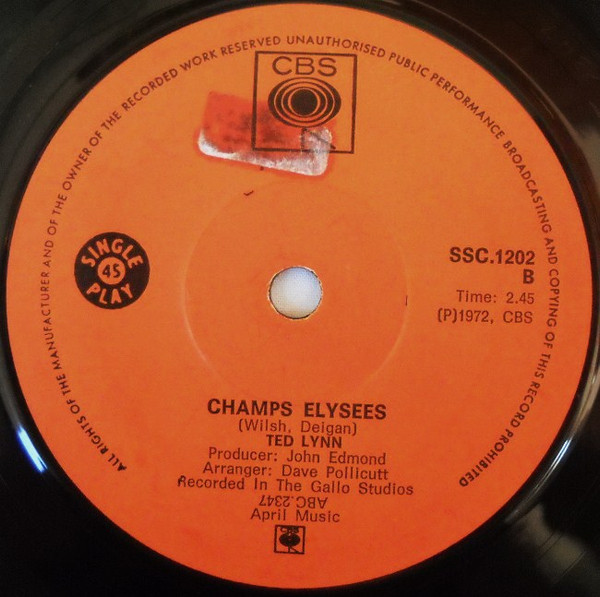 ALL RIGHTS OF THE MANUFACTURER AND OF THE OWNER OF THE RECORDED WORK RESERVED UNAUTHORISED PUBLIC PERFORMANCE BROADCASTING AND COPYING OF THIS RECORD PROHIBITED
CBS
SINGLE
45
PLAY
SSC.1202
B
Time: 2.45
(P)1972, CBS
CHAMPS ELYSEES
(Wilsh, Deigan)
TED LYNN
Producer: John Edmond
Arranger: Dave Pollicutt
Recorded In The Gallo Studios
ABC.2347
April Music
CBS